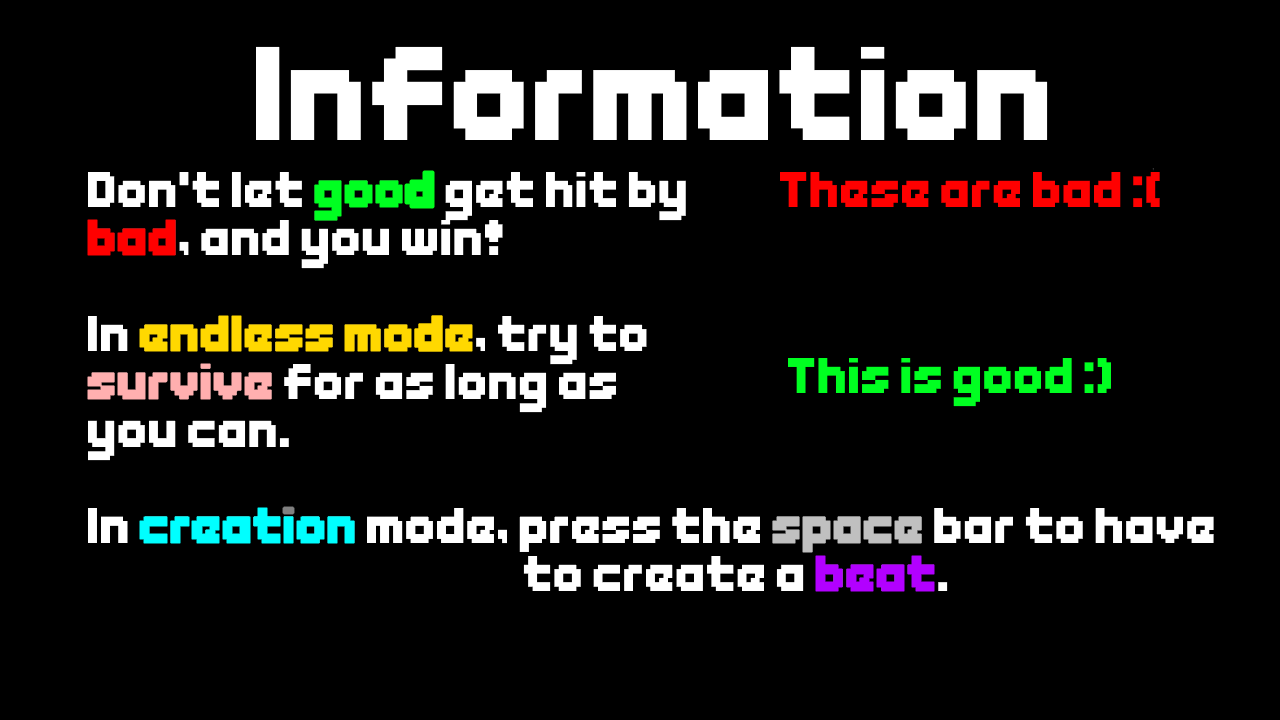 Information
Don't let good get hit by
bad, and you win!
These are bad :(
In endless mode, try to
survive for as long as
you can.
This is good :)
In creation mode, press the space bar to have
to create a beat.